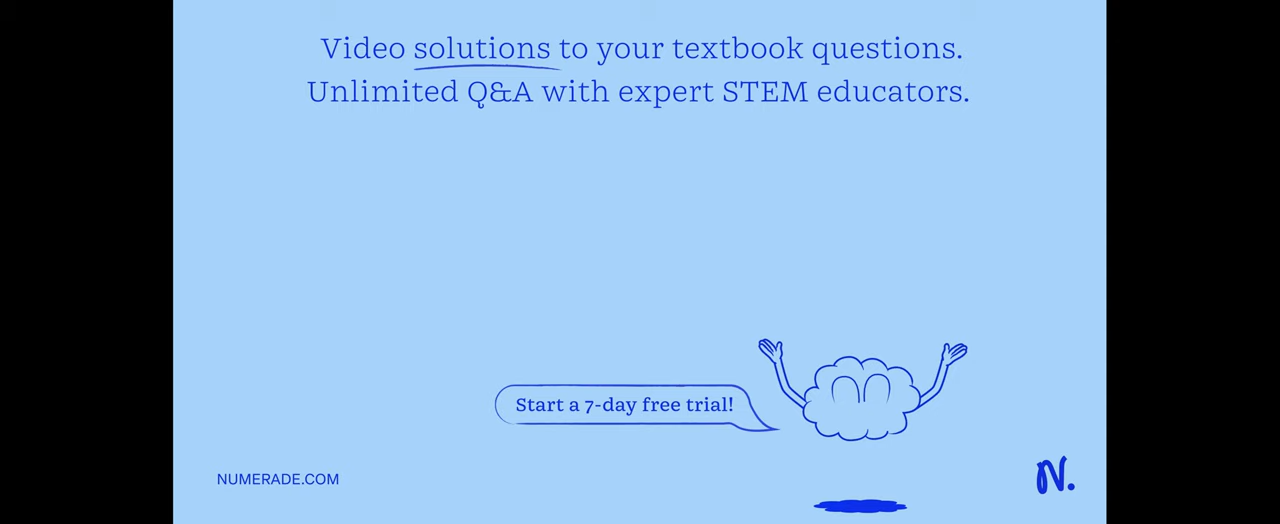 Video solutions to your textbook questions.
Unlimited Q&A with expert STEM educators.
Start a 7-day free trial!
NUMERADE.COM
N.